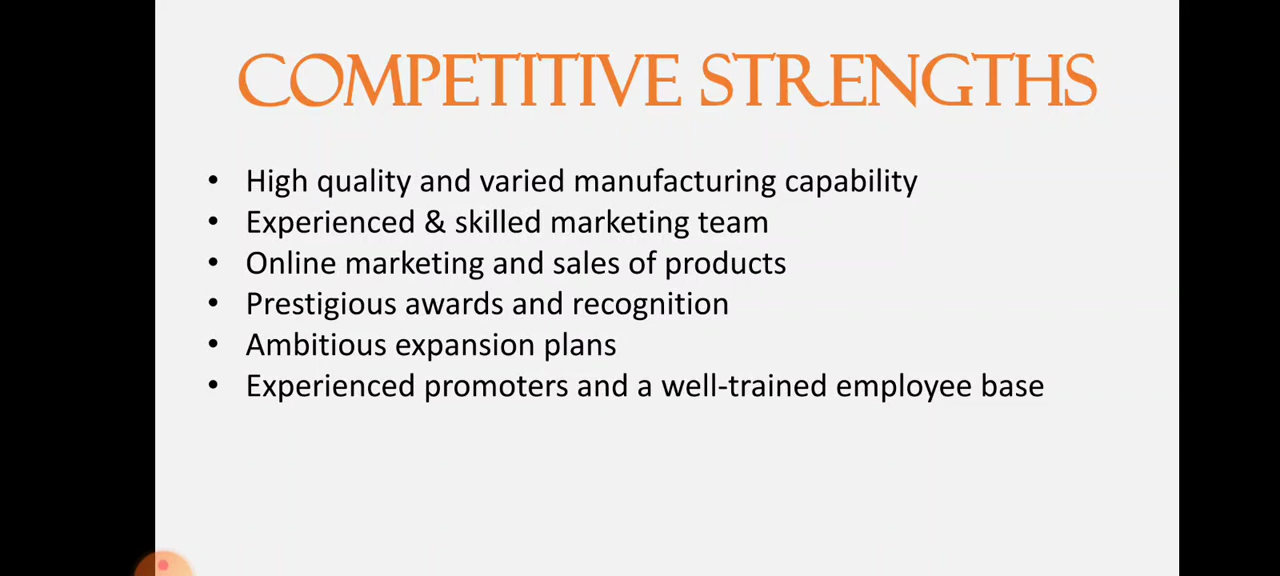 COMPETITIVE STRENGTHS
• High quality and varied manufacturing capability
• Experienced & skilled marketing team
• Online marketing and sales of products
• Prestigious awards and recognition
• Ambitious expansion plans
• Experienced promoters and a well-trained employee base